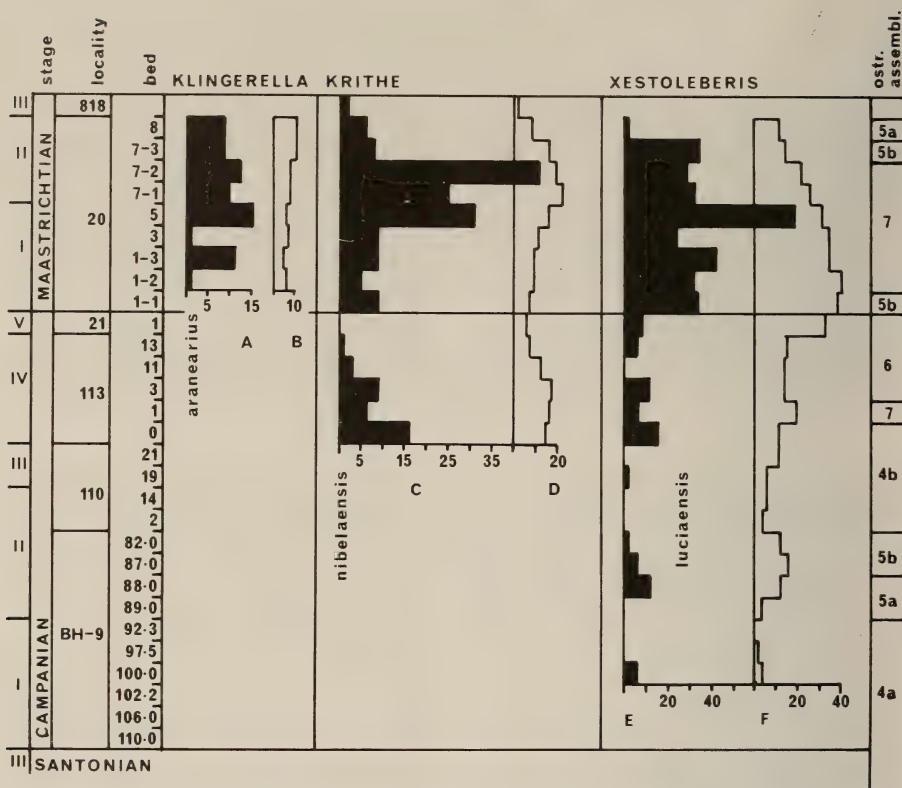 stage
locality
bed
KLINGERELLA KRITHE XESTOLEBERIS
ostr. assembl.
III 818
8 5a
II 7-3 5b
7-2
MAASTRICHTIAN 7-1
20 5 7
3
I 1-3
1-2
1-1 5 15 10 5b
V 21 1
13 A B
aranearius
11 6
IV 3
113 1 7
0
21 5 15 25 35 20
III 19 C D 4b
nibelaensis
luciaensis
110 14
2
82·0
II 87·0 5b
88·0
89·0 5a
BH-9 92·3
97·5
100·0
I 102·2 20 40 20 40 4a
CAMPANIAN 106·0 E F
110·0
III SANTONIAN